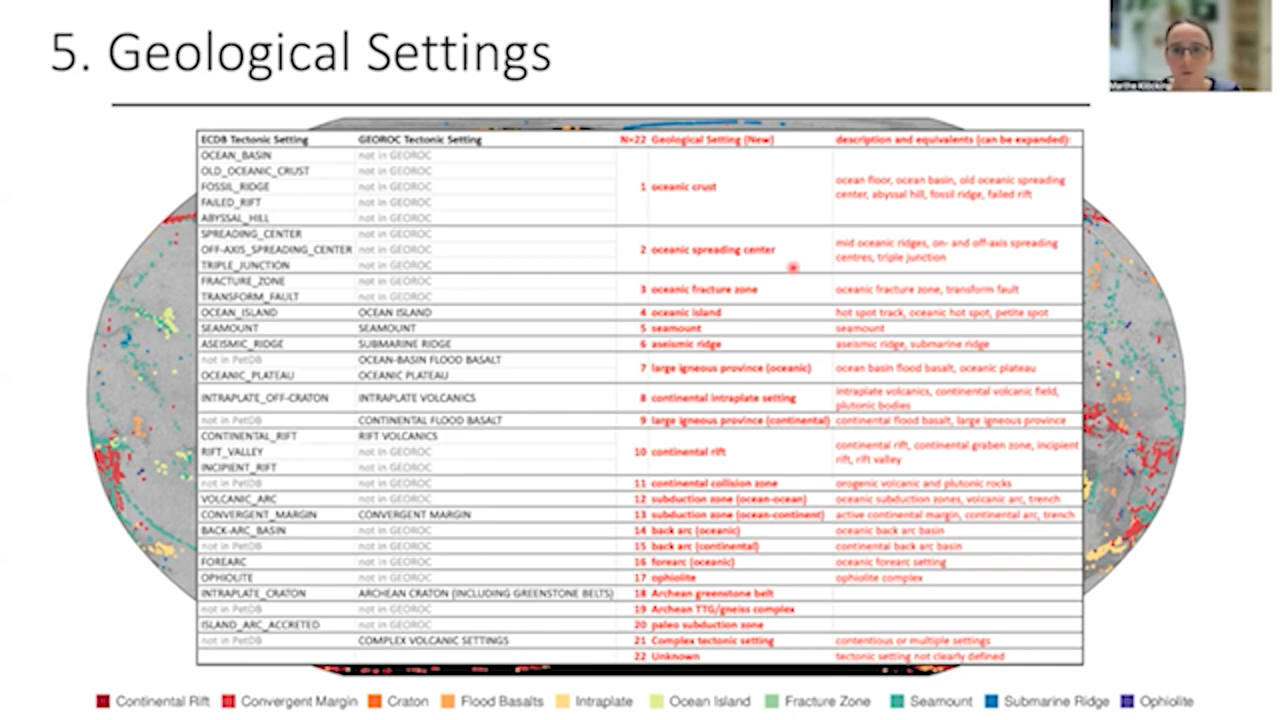 5. Geological Settings
Marthe Klöcking
ECDB Tectonic Setting GEOROC Tectonic Setting N=22 Geological Setting (New) description and equivalents (can be expanded)
OCEAN_BASIN not in GEOROC
OLD_OCEANIC_CRUST not in GEOROC
FOSSIL_RIDGE not in GEOROC 1 oceanic crust ocean floor, ocean basin, old oceanic spreading
center, abyssal hill, fossil ridge, failed rift
FAILED_RIFT not in GEOROC
ABYSSAL_HILL not in GEOROC
SPREADING_CENTER not in GEOROC
OFF-AXIS_SPREADING_CENTER not in GEOROC 2 oceanic spreading center mid oceanic ridges, on- and off-axis spreading
centres, triple junction
TRIPLE_JUNCTION not in GEOROC
FRACTURE_ZONE not in GEOROC 3 oceanic fracture zone oceanic fracture zone, transform fault
TRANSFORM_FAULT not in GEOROC
OCEAN_ISLAND OCEAN ISLAND 4 oceanic island hot spot track, oceanic hot spot, petite spot
SEAMOUNT SEAMOUNT 5 seamount seamount
ASEISMIC_RIDGE SUBMARINE RIDGE 6 aseismic ridge aseismic ridge, submarine ridge
not in PetDB OCEAN-BASIN FLOOD BASALT 7 large igneous province (oceanic) ocean basin flood basalt, oceanic plateau
OCEANIC_PLATEAU OCEANIC PLATEAU
INTRAPLATE_OFF-CRATON INTRAPLATE VOLCANICS 8 continental intraplate setting intraplate volcanics, continental volcanic field,
plutonic bodies
not in PetDB CONTINENTAL FLOOD BASALT 9 large igneous province (continental) continental flood basalt, large igneous province
CONTINENTAL_RIFT RIFT VOLCANICS
RIFT_VALLEY not in GEOROC 10 continental rift continental rift, continental graben zone, incipient
rift, rift valley
INCIPIENT_RIFT not in GEOROC
not in PetDB not in GEOROC 11 continental collision zone orogenic volcanic and plutonic rocks
VOLCANIC_ARC not in GEOROC 12 subduction zone (ocean-ocean) oceanic subduction zones, volcanic arc, trench
CONVERGENT_MARGIN CONVERGENT MARGIN 13 subduction zone (ocean-continent) active continental margin, continental arc, trench
BACK-ARC_BASIN not in GEOROC 14 back arc (oceanic) oceanic back arc basin
not in PetDB not in GEOROC 15 back arc (continental) continental back arc basin
FOREARC not in GEOROC 16 forearc (oceanic) oceanic forearc setting
OPHIOLITE not in GEOROC 17 ophiolite ophiolite complex
INTRAPLATE_CRATON ARCHEAN CRATON (INCLUDING GREENSTONE BELTS) 18 Archean greenstone belt
not in PetDB not in GEOROC 19 Archean TTG/gneiss complex
ISLAND_ARC_ACCRETED not in GEOROC 20 paleo subduction zone
not in PetDB COMPLEX VOLCANIC SETTINGS 21 Complex tectonic setting contentious or multiple settings
22 Unknown tectonic setting not clearly defined
Continental Rift Convergent Margin Craton Flood Basalts Intraplate Ocean Island Fracture Zone Seamount Submarine Ridge Ophiolite